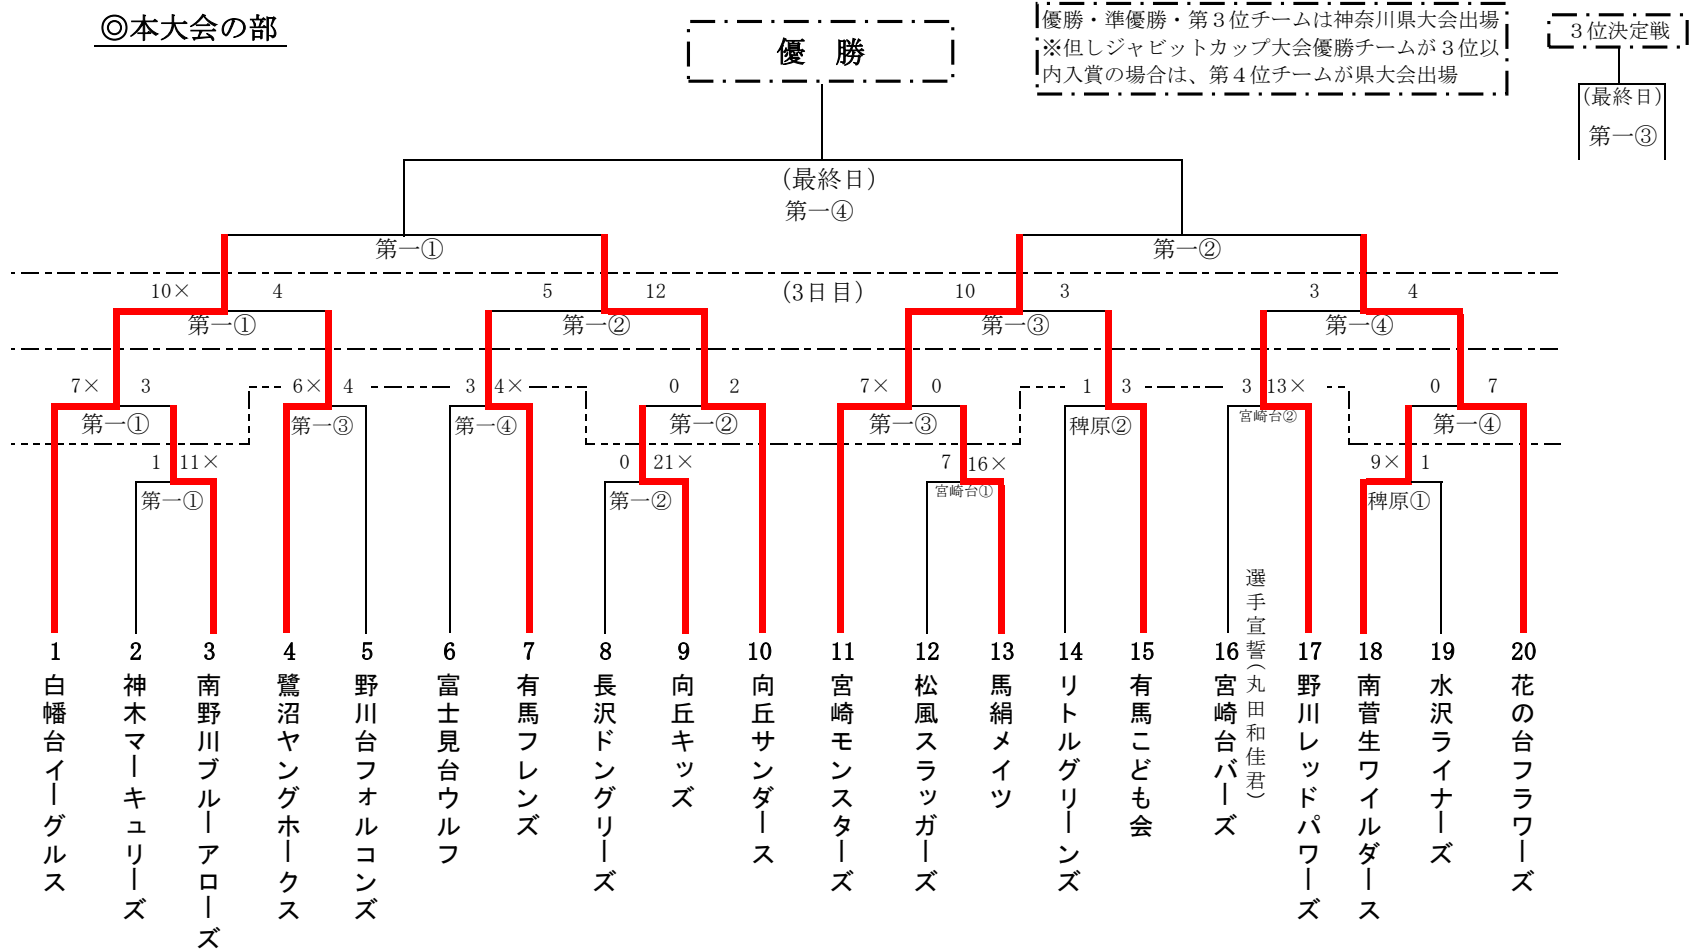 ◎本大会の部
優 勝
優勝・準優勝・第３位チームは神奈川県大会出場
※但しジャビットカップ大会優勝チームが３位以
内入賞の場合は、第４位チームが県大会出場
３位決定戦
(最終日)
第一③
(最終日)
第一④
第一① 第一②
10× 4 5 12 (3日目) 10 3 3 4
第一① 第一② 第一③ 第一④
7× 3 6× 4 3 4× 0 2 7× 0 1 3 3 13× 0 7
第一① 第一③ 第一④ 第一② 第一③ 稗原② 宮崎台② 第一④
1 11× 0 21× 7 16× 9× 1
第一① 第一② 宮崎台① 稗原①
1 2 3 4 5 6 7 8 9 10 11 12 13 14 15 16 17 18 19 20
白幡台イーグルス
神木マーキュリーズ
南野川ブルーアローズ
鷺沼ヤングホークス
野川台フォルコンズ
富士見台ウルフ
有馬フレンズ
長沢ドングリーズ
向丘キッズ
向丘サンダース
宮崎モンスターズ
松風スラッガーズ
馬絹メイツ
リトルグリーンズ
有馬こども会
宮崎台バーズ
選手宣誓(丸田和佳君)
野川レッドパワーズ
南菅生ワイルダース
水沢ライナーズ
花の台フラワーズ